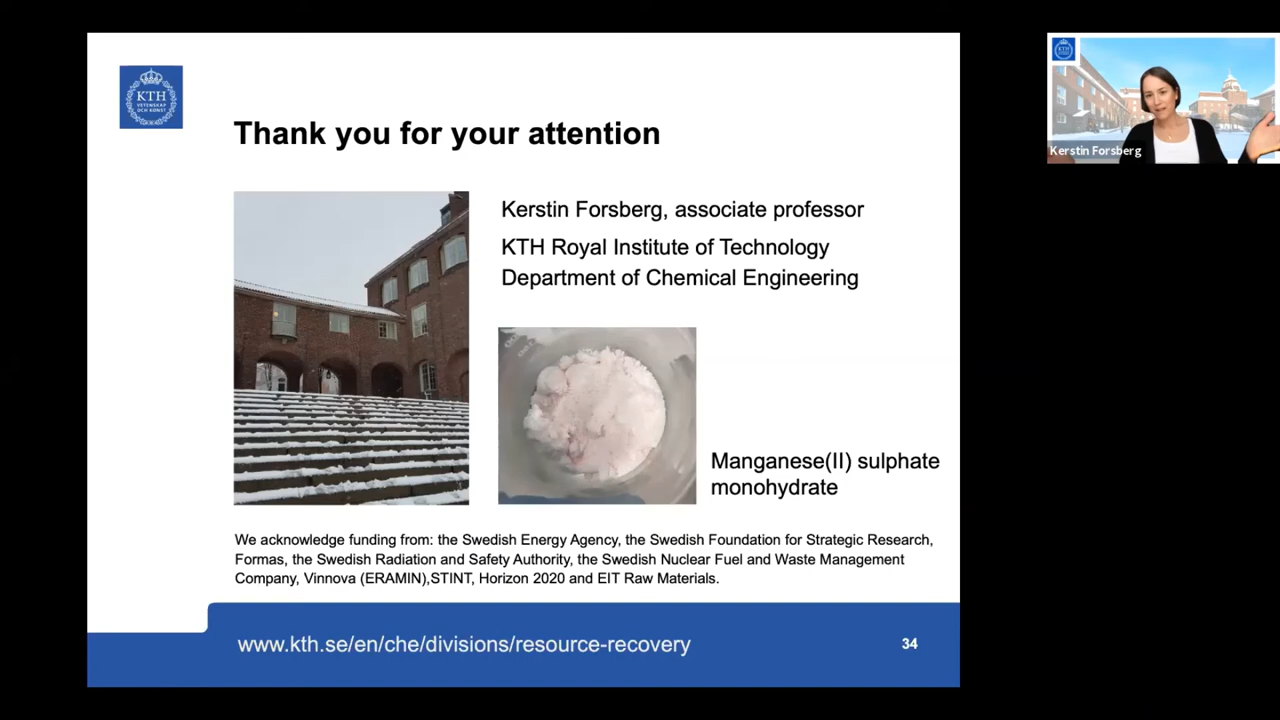 KTH
VETENSKAP
OCH KONST
Thank you for your attention
Kerstin Forsberg, associate professor
KTH Royal Institute of Technology
Department of Chemical Engineering
Manganese(II) sulphate
monohydrate
We acknowledge funding from: the Swedish Energy Agency, the Swedish Foundation for Strategic Research,
Formas, the Swedish Radiation and Safety Authority, the Swedish Nuclear Fuel and Waste Management
Company, Vinnova (ERAMIN),STINT, Horizon 2020 and EIT Raw Materials.
www.kth.se/en/che/divisions/resource-recovery
34
KTH
Kerstin Forsberg